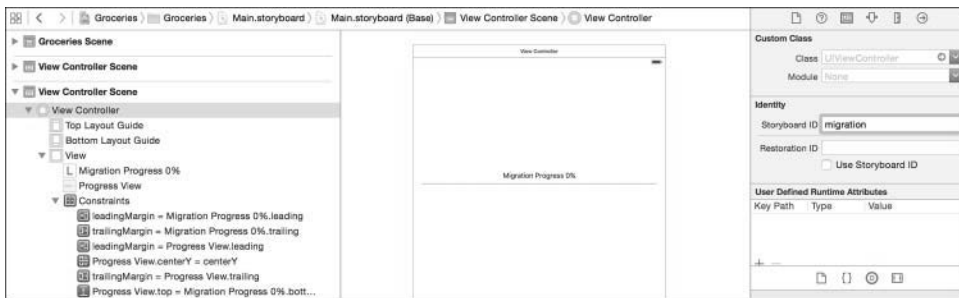 Groceries Groceries Main.storyboard Main.storyboard (Base) View Controller Scene View Controller
Groceries Scene
View Controller Scene
View Controller Scene
View Controller
Top Layout Guide
Bottom Layout Guide
View
L Migration Progress 0%
Progress View
Constraints
leadingMargin = Migration Progress 0%.leading
trailingMargin = Migration Progress 0%.trailing
leadingMargin = Progress View.leading
Progress View.centerY = centerY
trailingMargin = Progress View.trailing
Progress View.top = Migration Progress 0%.bott...
View Controller
Migration Progress 0%
Custom Class
Class UIViewController
Module None
Identity
Storyboard ID migration
Restoration ID
Use Storyboard ID
User Defined Runtime Attributes
Key Path Type Value
+ −
{}